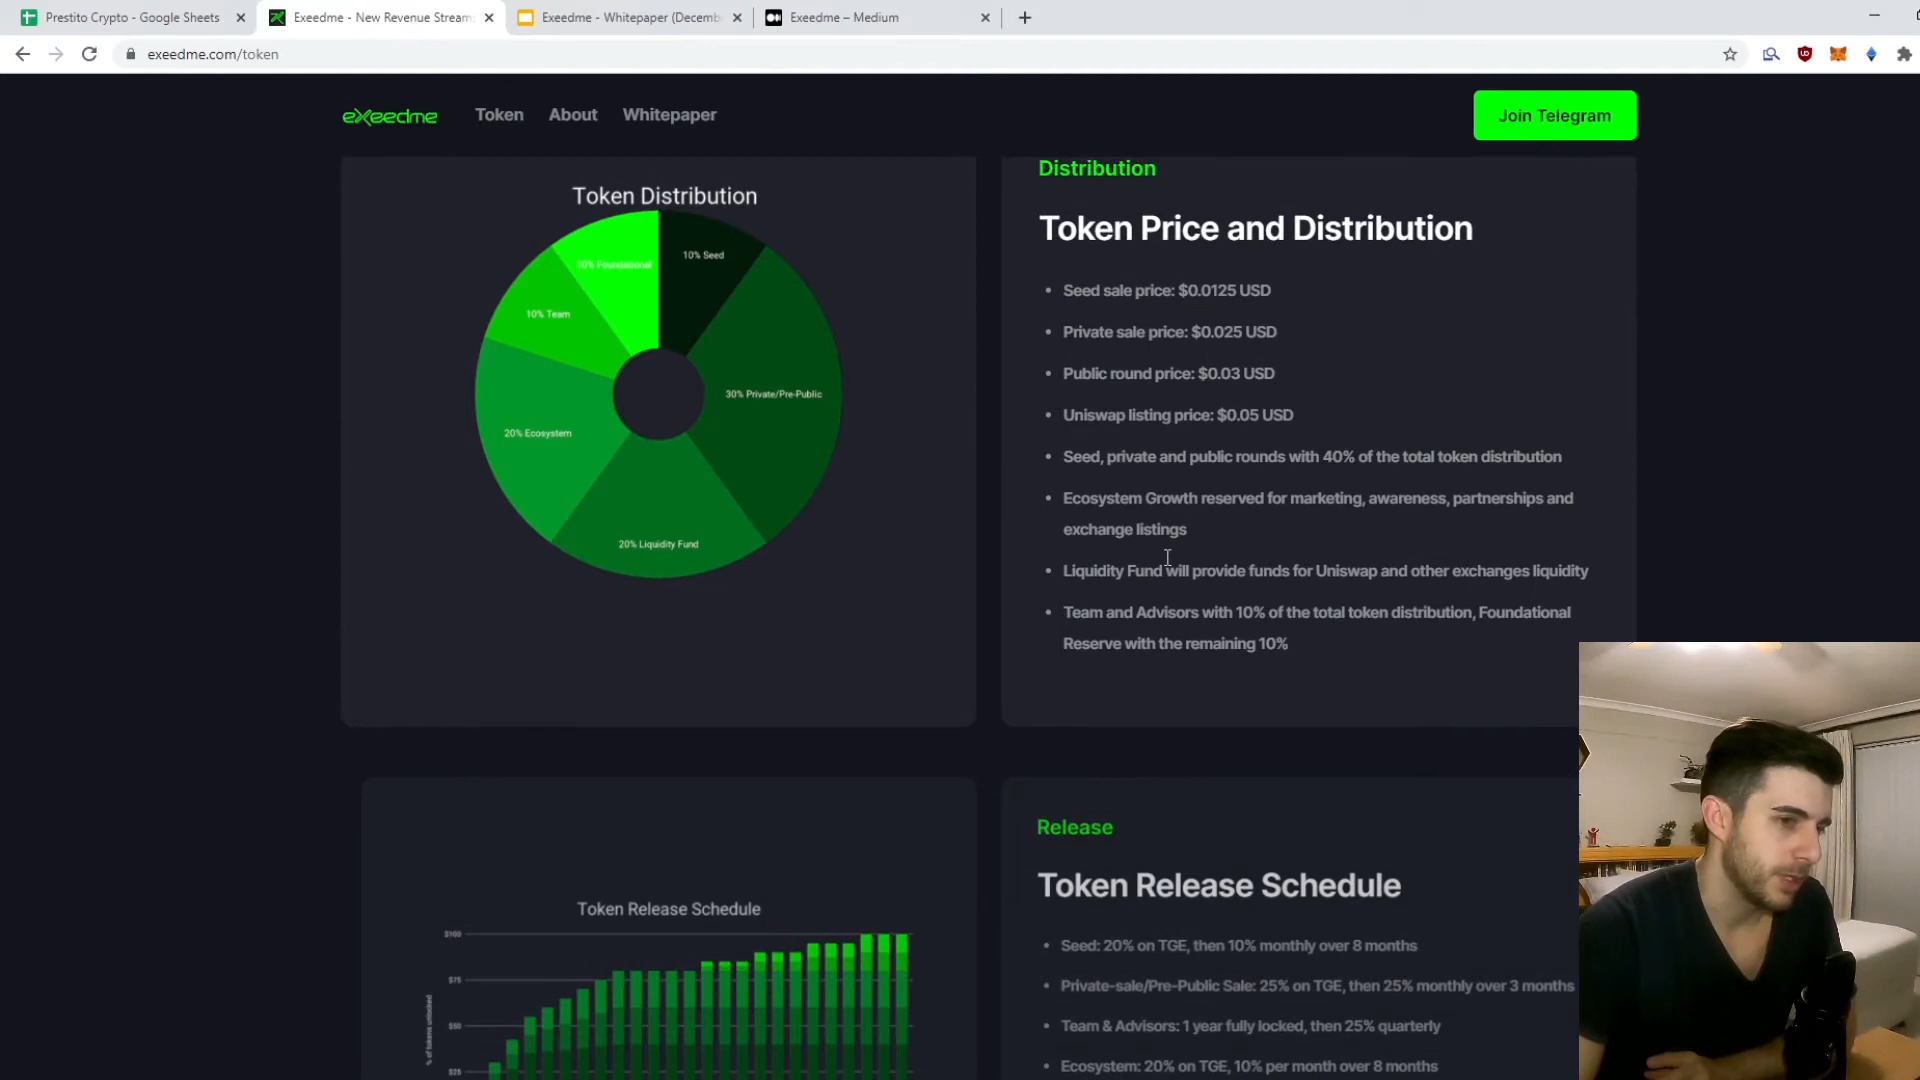 Prestito Crypto - Google Sheets
Exeedme - New Revenue Stream
Exeedme - Whitepaper (Decemb
Exeedme – Medium
exeedme.com/token
exeedme
Token
About
Whitepaper
Join Telegram
Token Distribution
10% Foundational
10% Seed
10% Team
30% Private/Pre-Public
20% Ecosystem
20% Liquidity Fund
Distribution
Token Price and Distribution
• Seed sale price: $0.0125 USD
• Private sale price: $0.025 USD
• Public round price: $0.03 USD
• Uniswap listing price: $0.05 USD
• Seed, private and public rounds with 40% of the total token distribution
• Ecosystem Growth reserved for marketing, awareness, partnerships and
exchange listings
• Liquidity Fund will provide funds for Uniswap and other exchanges liquidity
• Team and Advisors with 10% of the total token distribution, Foundational
Reserve with the remaining 10%
Token Release Schedule
$100
$75
$50
$25
% of tokens unlocked
Release
Token Release Schedule
• Seed: 20% on TGE, then 10% monthly over 8 months
• Private-sale/Pre-Public Sale: 25% on TGE, then 25% monthly over 3 months
• Team & Advisors: 1 year fully locked, then 25% quarterly
• Ecosystem: 20% on TGE, 10% per month over 8 months